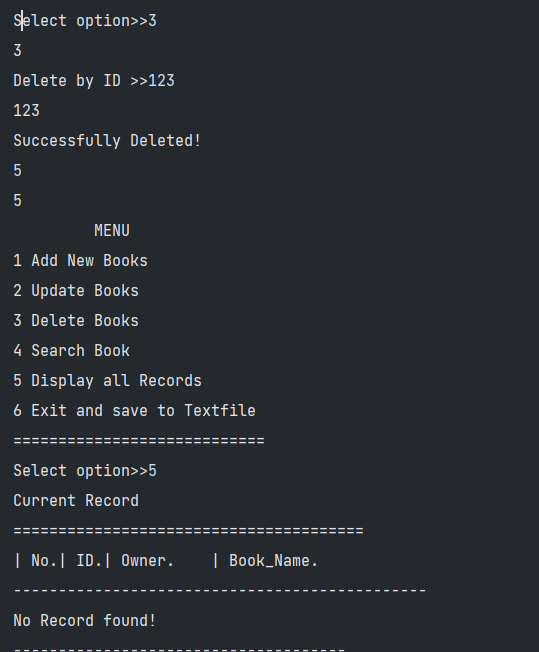 Select option>>3
3
Delete by ID >>123
123
Successfully Deleted!
5
5
MENU
1 Add New Books
2 Update Books
3 Delete Books
4 Search Book
5 Display all Records
6 Exit and save to Textfile
============================
Select option>>5
Current Record
=======================================
| No.| ID.| Owner.    | Book_Name.
----------------------------------------------
No Record found!
-------------------------------------